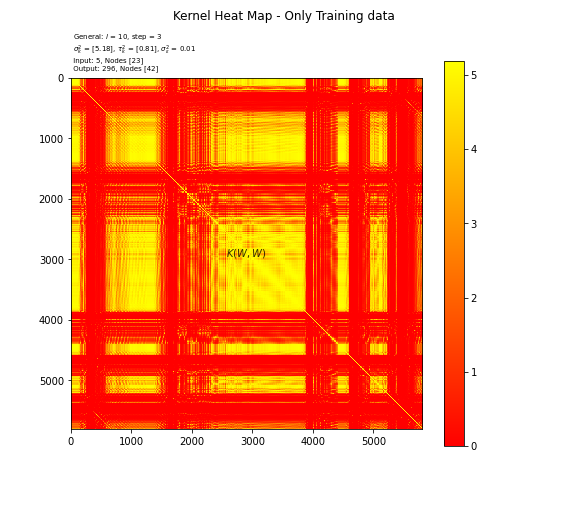 Kernel Heat Map - Only Training data
General: l = 10, step = 3
σ_f^2 = [5.18], τ_f^2 = [0.81], σ_ε^2 = 0.01
Input: 5, Nodes [23]
Output: 296, Nodes [42]
0
1000
2000
3000
4000
5000
K(W, W)
0 1000 2000 3000 4000 5000
5
4
3
2
1
0